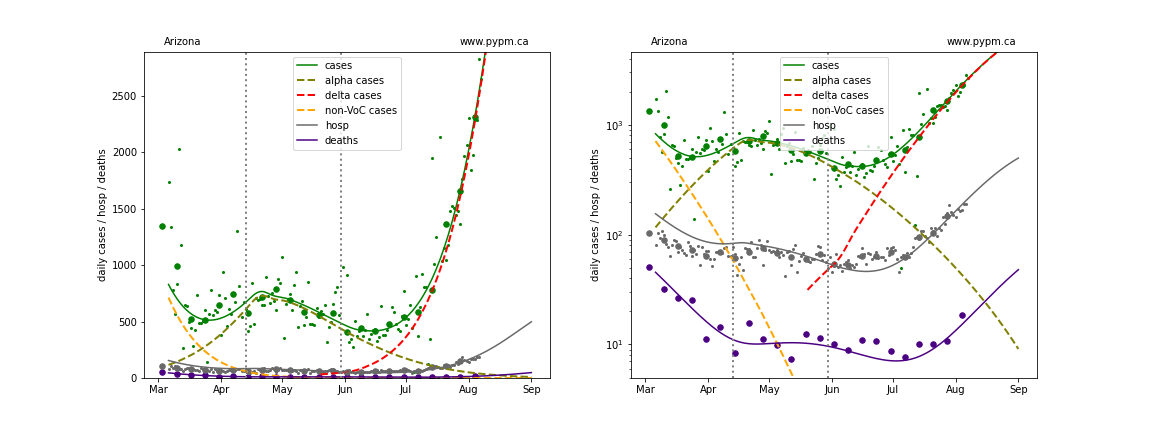 Arizona
www.pypm.ca
cases
alpha cases
delta cases
non-VoC cases
hosp
deaths
daily cases / hosp / deaths
2500
2000
1500
1000
500
0
Mar
Apr
May
Jun
Jul
Aug
Sep
Arizona
www.pypm.ca
cases
alpha cases
delta cases
non-VoC cases
hosp
deaths
daily cases / hosp / deaths
10³
10²
10¹
Mar
Apr
May
Jun
Jul
Aug
Sep